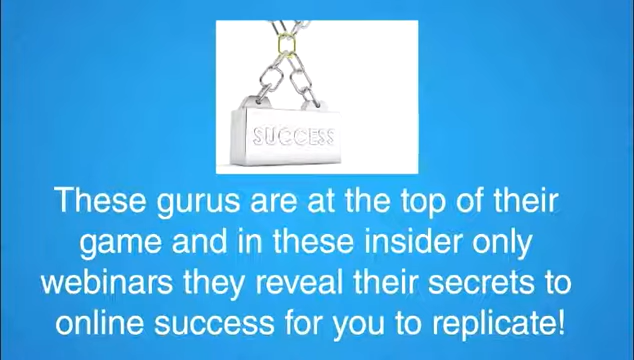 SUCCESS
These gurus are at the top of their
game and in these insider only
webinars they reveal their secrets to
online success for you to replicate!